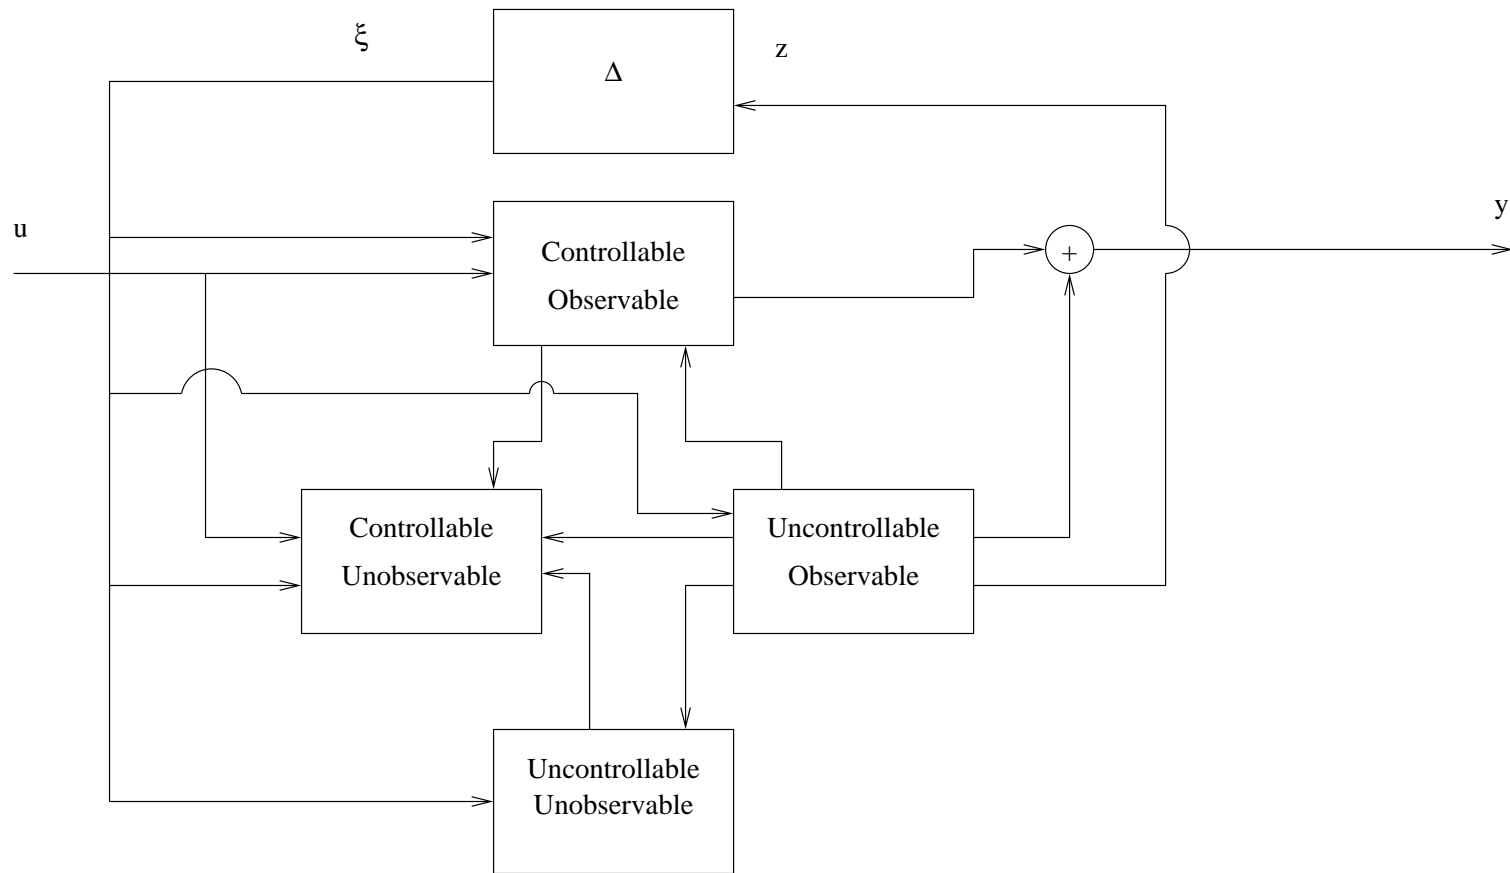 ξ
z
Δ
u
y
Controllable
Observable
+
Controllable
Unobservable
Uncontrollable
Observable
Uncontrollable
Unobservable